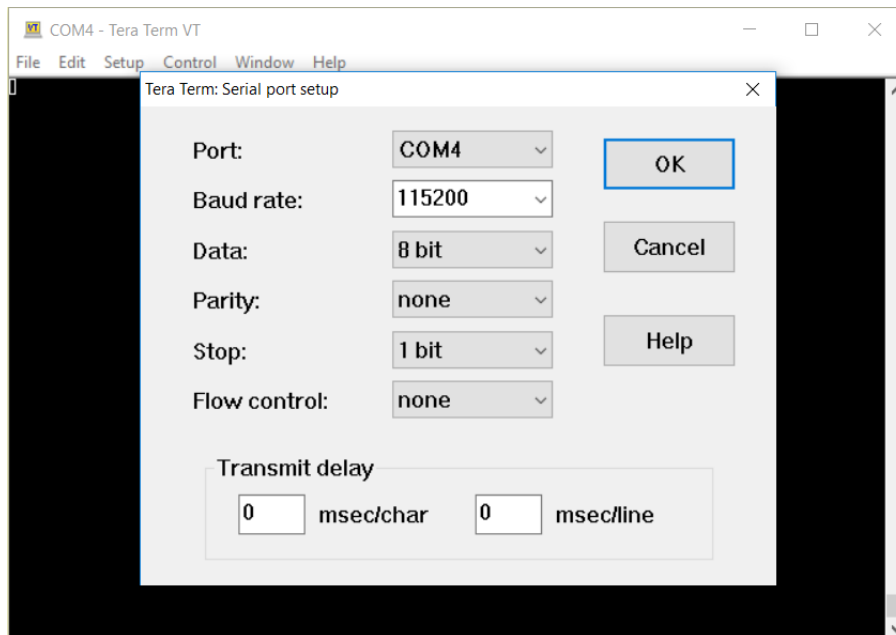 VT COM4 - Tera Term VT
File Edit Setup Control Window Help
Tera Term: Serial port setup
Port: COM4 OK
Baud rate: 115200
Data: 8 bit Cancel
Parity: none
Stop: 1 bit Help
Flow control: none
Transmit delay
0 msec/char 0 msec/line